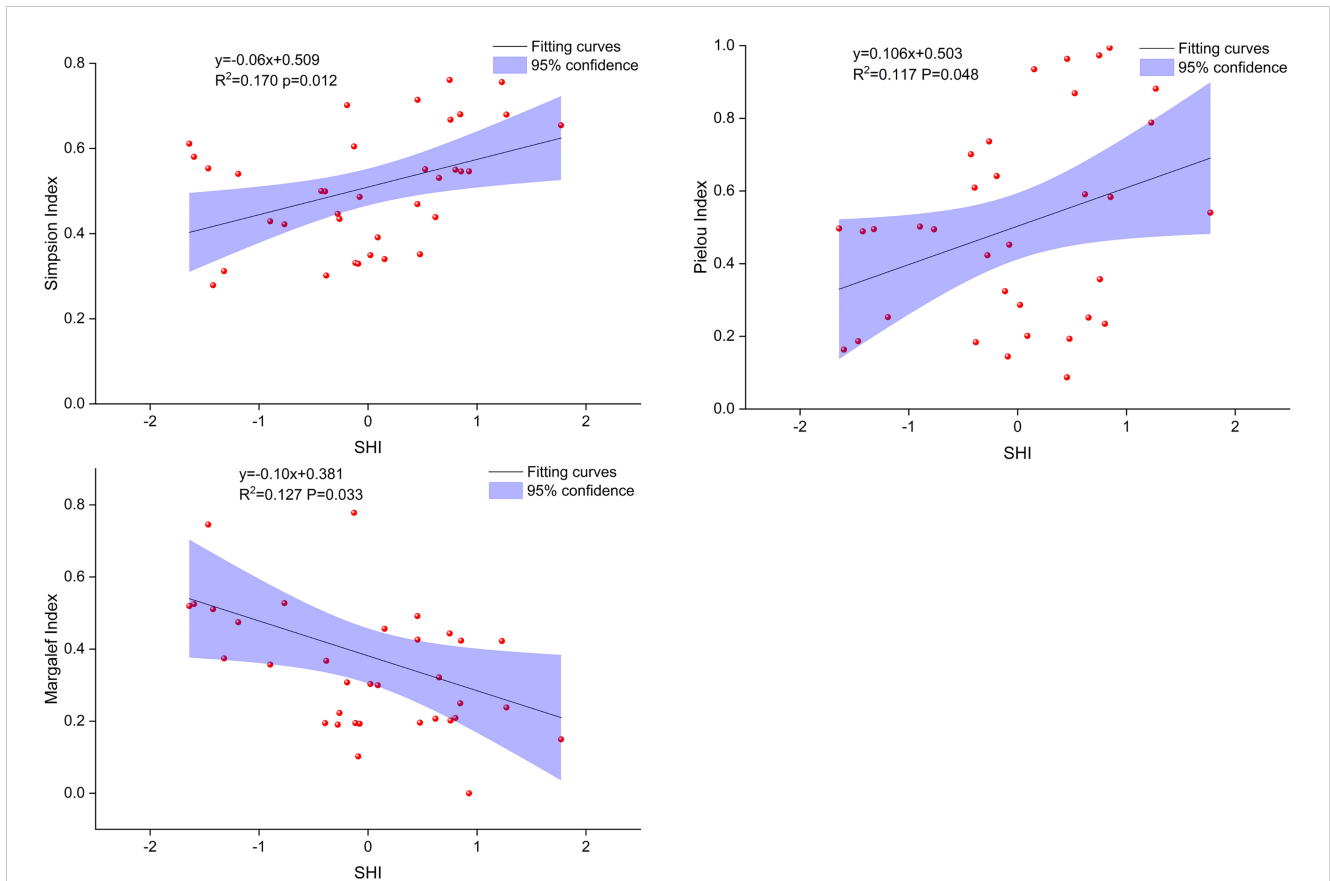 y=-0.06x+0.509
R²=0.170 p=0.012
Fitting curves
95% confidence
0.8
0.6
0.4
0.2
0.0
Simpsion Index
-2 -1 0 1 2
SHI
y=0.106x+0.503
R²=0.117 P=0.048
Fitting curves
95% confidence
1.0
0.8
0.6
0.4
0.2
0.0
Pielou Index
-2 -1 0 1 2
SHI
y=-0.10x+0.381
R²=0.127 P=0.033
Fitting curves
95% confidence
0.8
0.6
0.4
0.2
0.0
Margalef Index
-2 -1 0 1 2
SHI